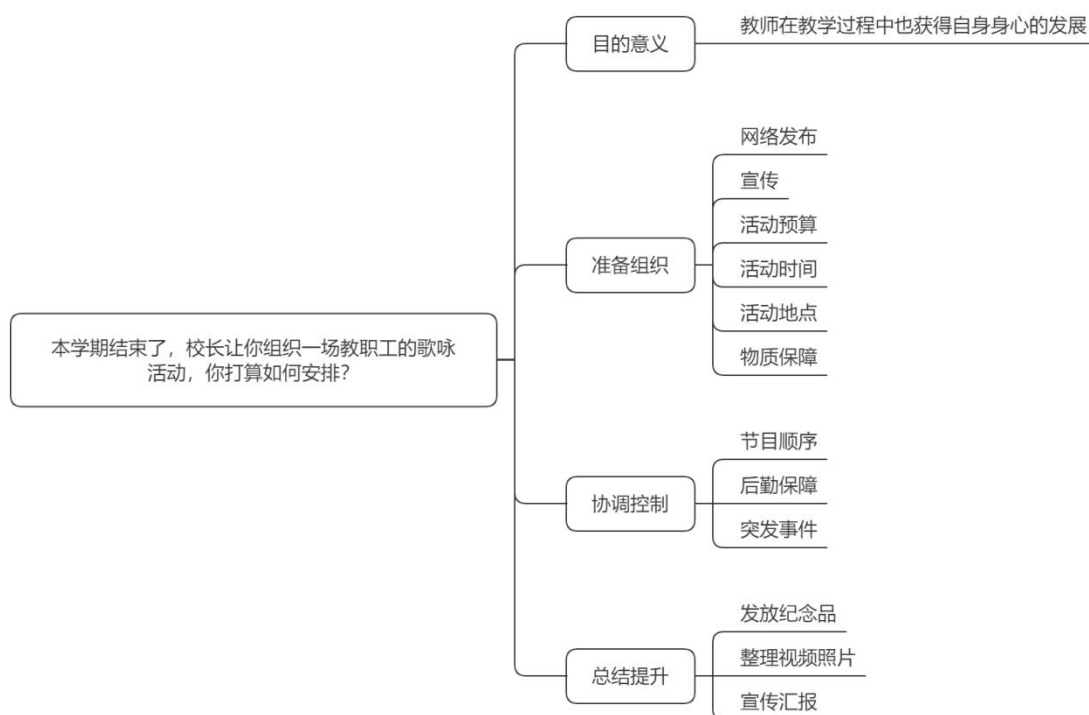 目的意义
教师在教学过程中也获得自身身心的发展
网络发布
宣传
活动预算
准备组织
活动时间
活动地点
物质保障
本学期结束了，校长让你组织一场教职工的歌咏
活动，你打算如何安排？
节目顺序
协调控制
后勤保障
突发事件
发放纪念品
总结提升
整理视频照片
宣传汇报